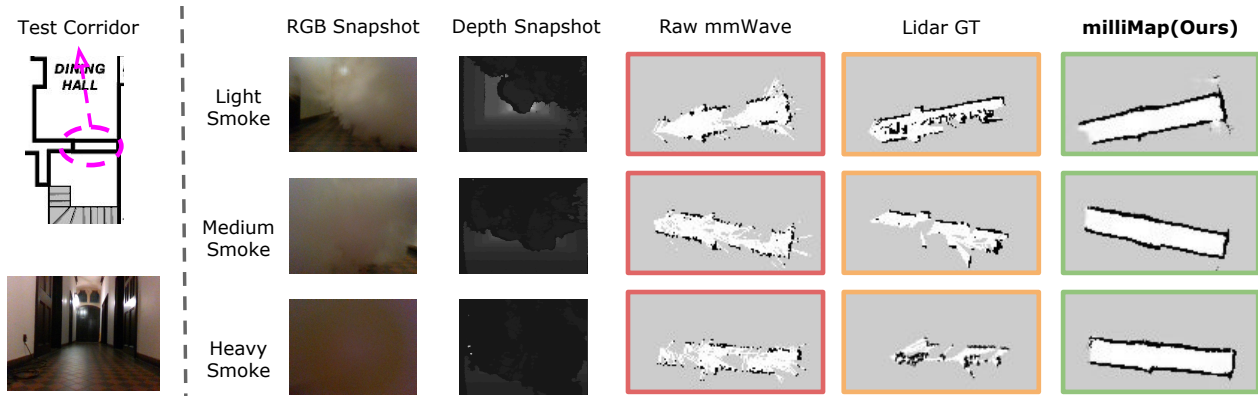 Test Corridor
RGB Snapshot
Depth Snapshot
Raw mmWave
Lidar GT
milliMap(Ours)
DINING
HALL
Light
Smoke
Medium
Smoke
Heavy
Smoke